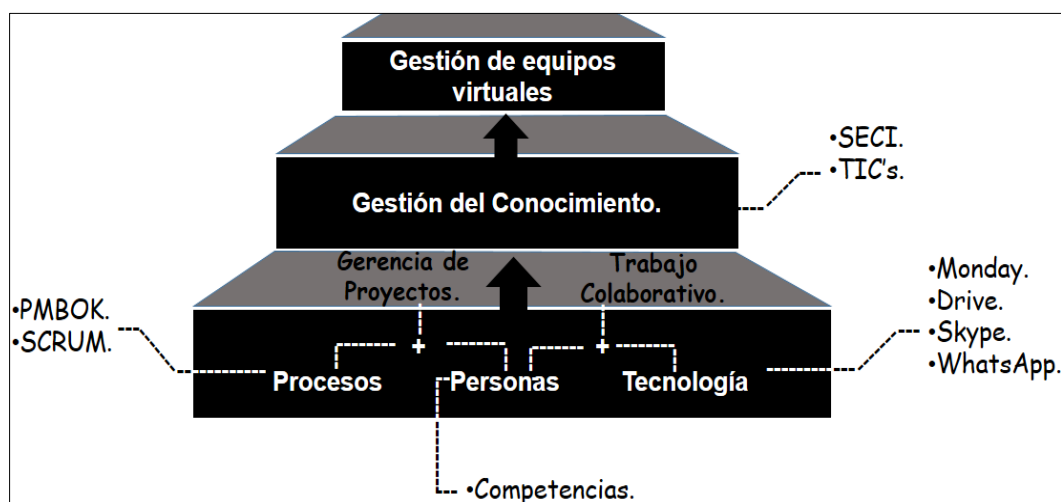 Gestión de equipos
virtuales
•SECI.
•TIC's.
Gestión del Conocimiento.
Gerencia de
Proyectos.
Trabajo
Colaborativo.
•Monday.
•Drive.
•Skype.
•WhatsApp.
•PMBOK.
•SCRUM.
+
+
Procesos
Personas
Tecnología
•Competencias.